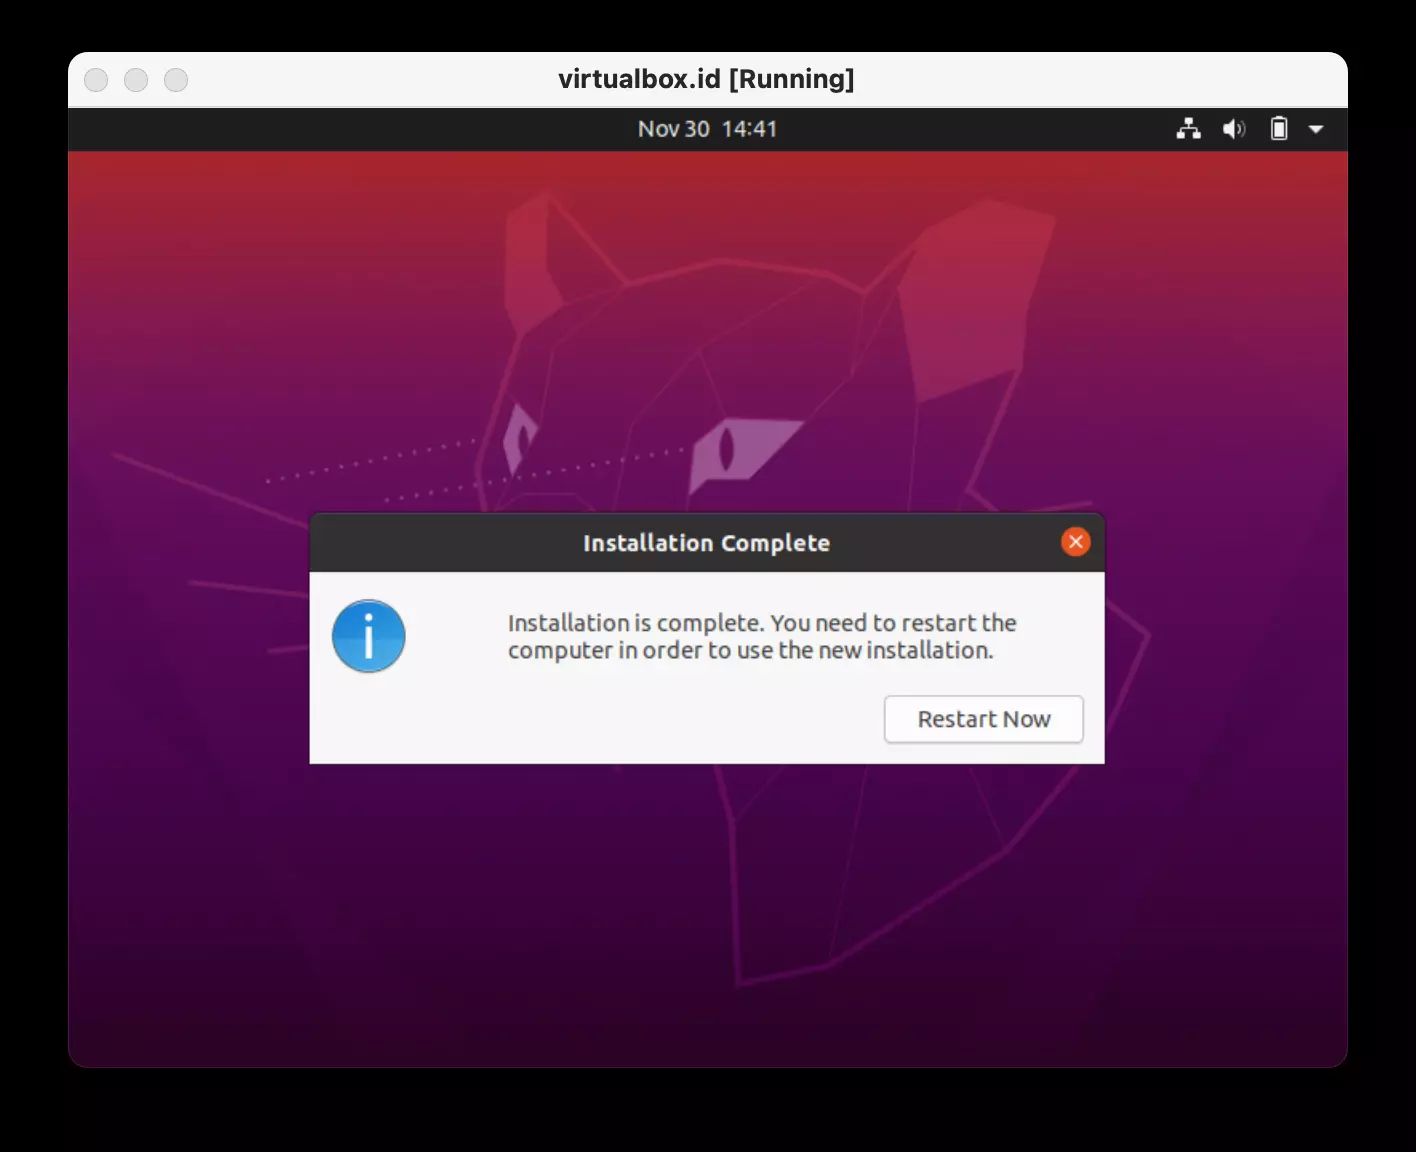 virtualbox.id [Running]
Nov 30 14:41
Installation Complete
Installation is complete. You need to restart the
computer in order to use the new installation.
Restart Now